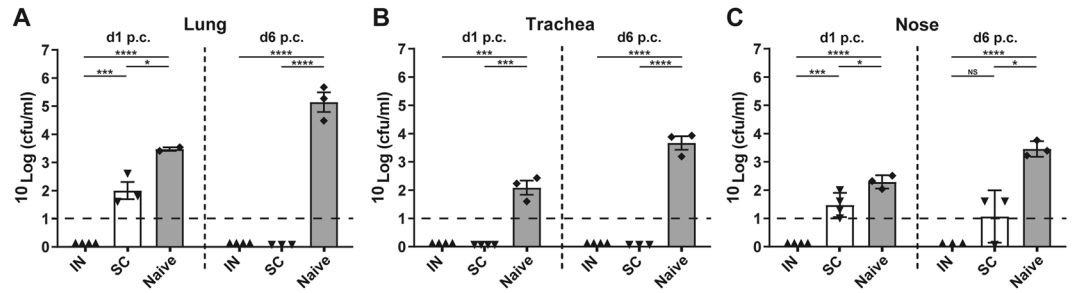 A
Lung
d1 p.c.
d6 p.c.
****
***
*
****
****
10 Log (cfu/ml)
7
6
5
4
3
2
1
0
IN
SC
Naive
IN
SC
Naive
B
Trachea
d1 p.c.
d6 p.c.
***
***
****
****
10 Log (cfu/ml)
7
6
5
4
3
2
1
0
IN
SC
Naive
IN
SC
Naive
C
Nose
d1 p.c.
d6 p.c.
****
***
*
****
NS
*
10 Log (cfu/ml)
7
6
5
4
3
2
1
0
IN
SC
Naive
IN
SC
Naive